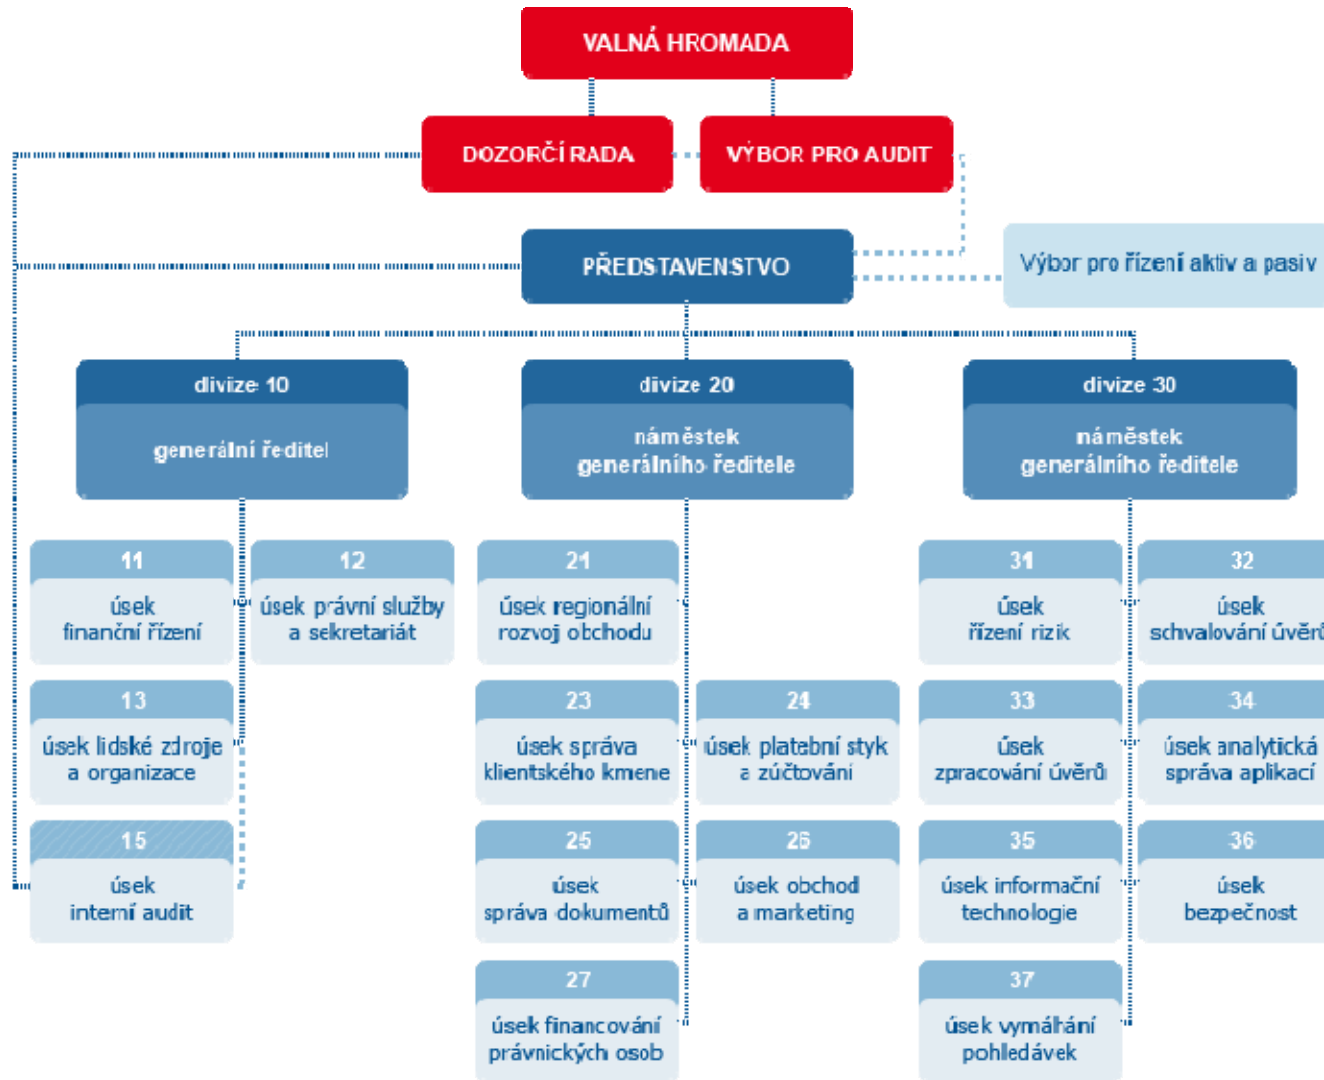 VALNÁ HROMADA
DOZORČÍ RADA
VÝBOR PRO AUDIT
PŘEDSTAVENSTVO
Výbor pro řízení aktiv a pasiv
divize 10
generální ředitel
divize 20
náměstek
generálního ředitele
divize 30
náměstek
generálního ředitele
11
úsek
finanční řízení
12
úsek právní služby
a sekretariát
21
úsek regionální
rozvoj obchodu
31
úsek
řízení rizik
32
úsek
schvalování úvěrů
13
úsek lidské zdroje
a organizace
23
úsek správa
klientského kmene
24
úsek platební styk
a zúčtování
33
úsek
zpracování úvěrů
34
úsek analytická
správa aplikací
15
úsek
interní audit
25
úsek
správa dokumentů
26
úsek obchod
a marketing
35
úsek informační
technologie
36
úsek
bezpečnost
27
úsek financování
právnických osob
37
úsek vymáhání
pohledávek